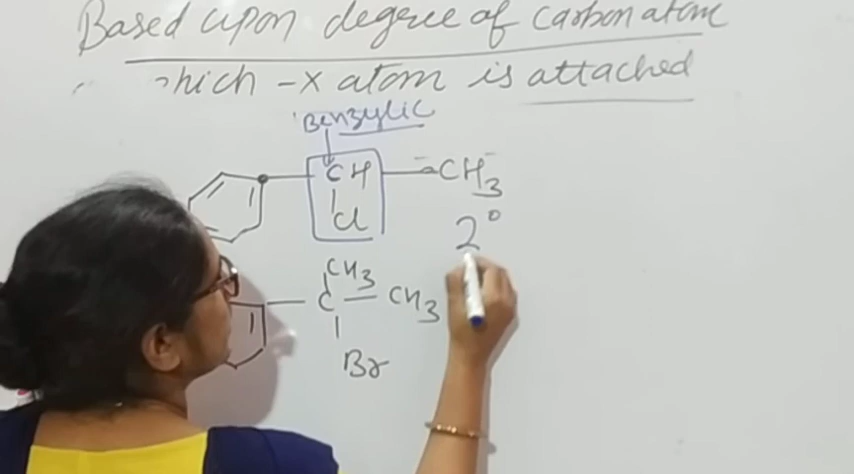 Based upon degree of carbon atom
which -X atom is attached
Benzylic
CH — CH3
Cl
2°
CH3
C — CH3
Br